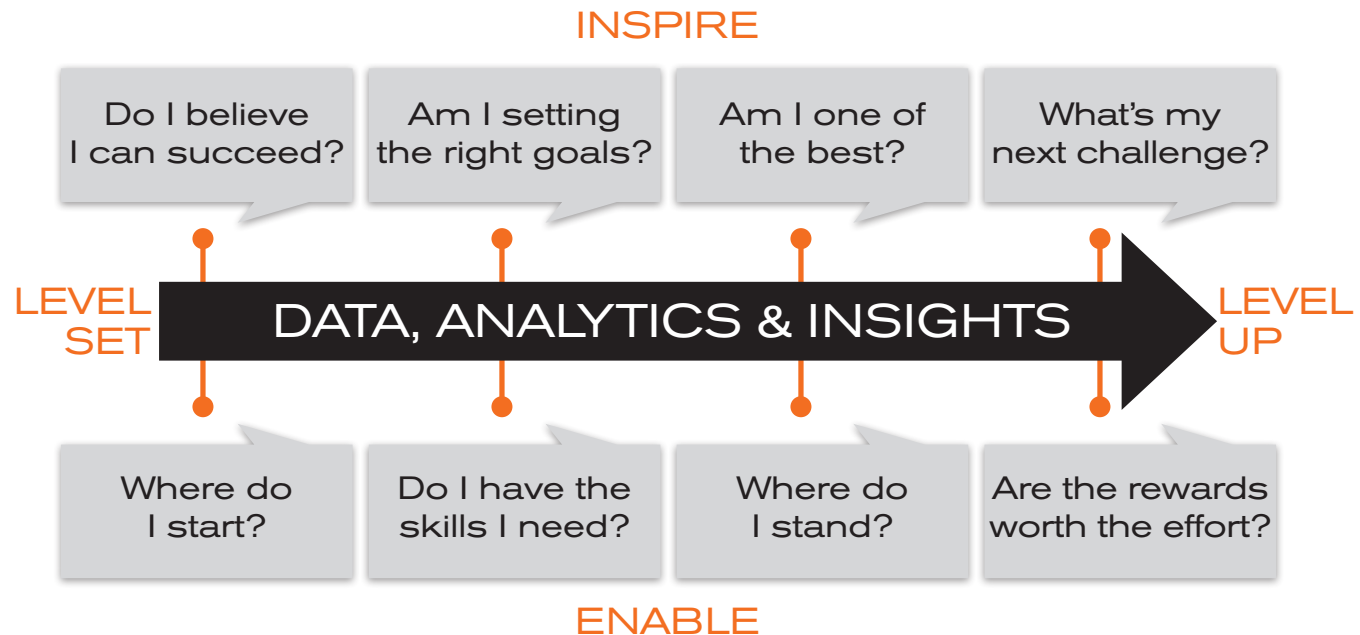 INSPIRE
Do I believe
I can succeed?
Am I setting
the right goals?
Am I one of
the best?
What’s my
next challenge?
LEVEL
SET
DATA, ANALYTICS & INSIGHTS
LEVEL
UP
Where do
I start?
Do I have the
skills I need?
Where do
I stand?
Are the rewards
worth the effort?
ENABLE